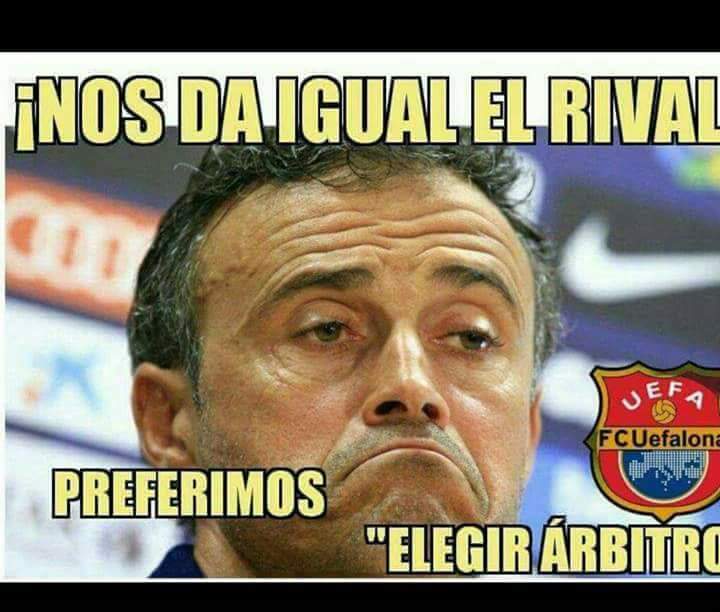 ¡NOS DA IGUAL EL RIVAL
UEFA
FCUefalona
PREFERIMOS
"ELEGIR ÁRBITRO